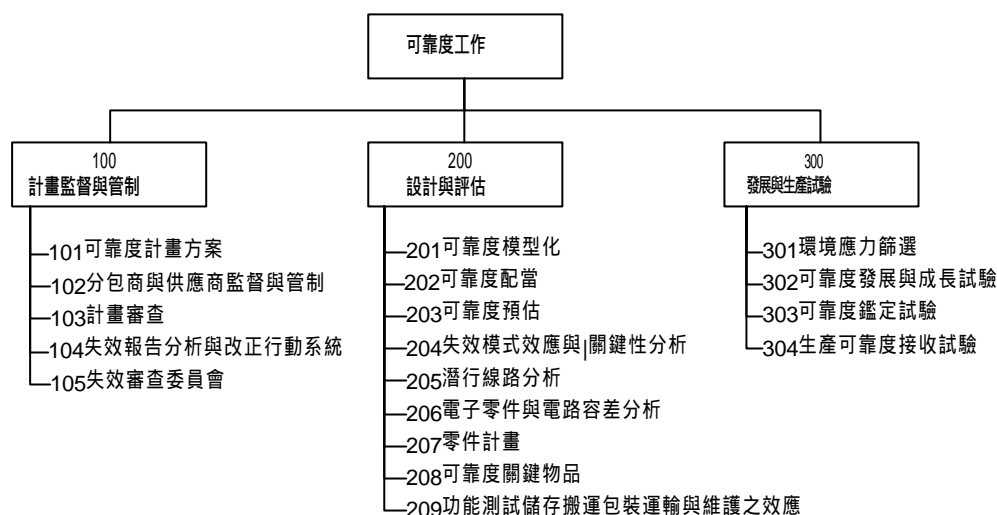 可靠度工作
100
計畫監督與管制
101可靠度計畫方案
102分包商與供應商監督與管制
103計畫審查
104失效報告分析與改正行動系統
105失效審查委員會
200
設計與評估
201可靠度模型化
202可靠度配當
203可靠度預估
204失效模式效應與關鍵性分析
205潛行線路分析
206電子零件與電路容差分析
207零件計畫
208可靠度關鍵物品
209功能測試儲存搬運包裝運輸與維護之效應
300
發展與生產試驗
301環境應力篩選
302可靠度發展與成長試驗
303可靠度鑑定試驗
304生產可靠度接收試驗